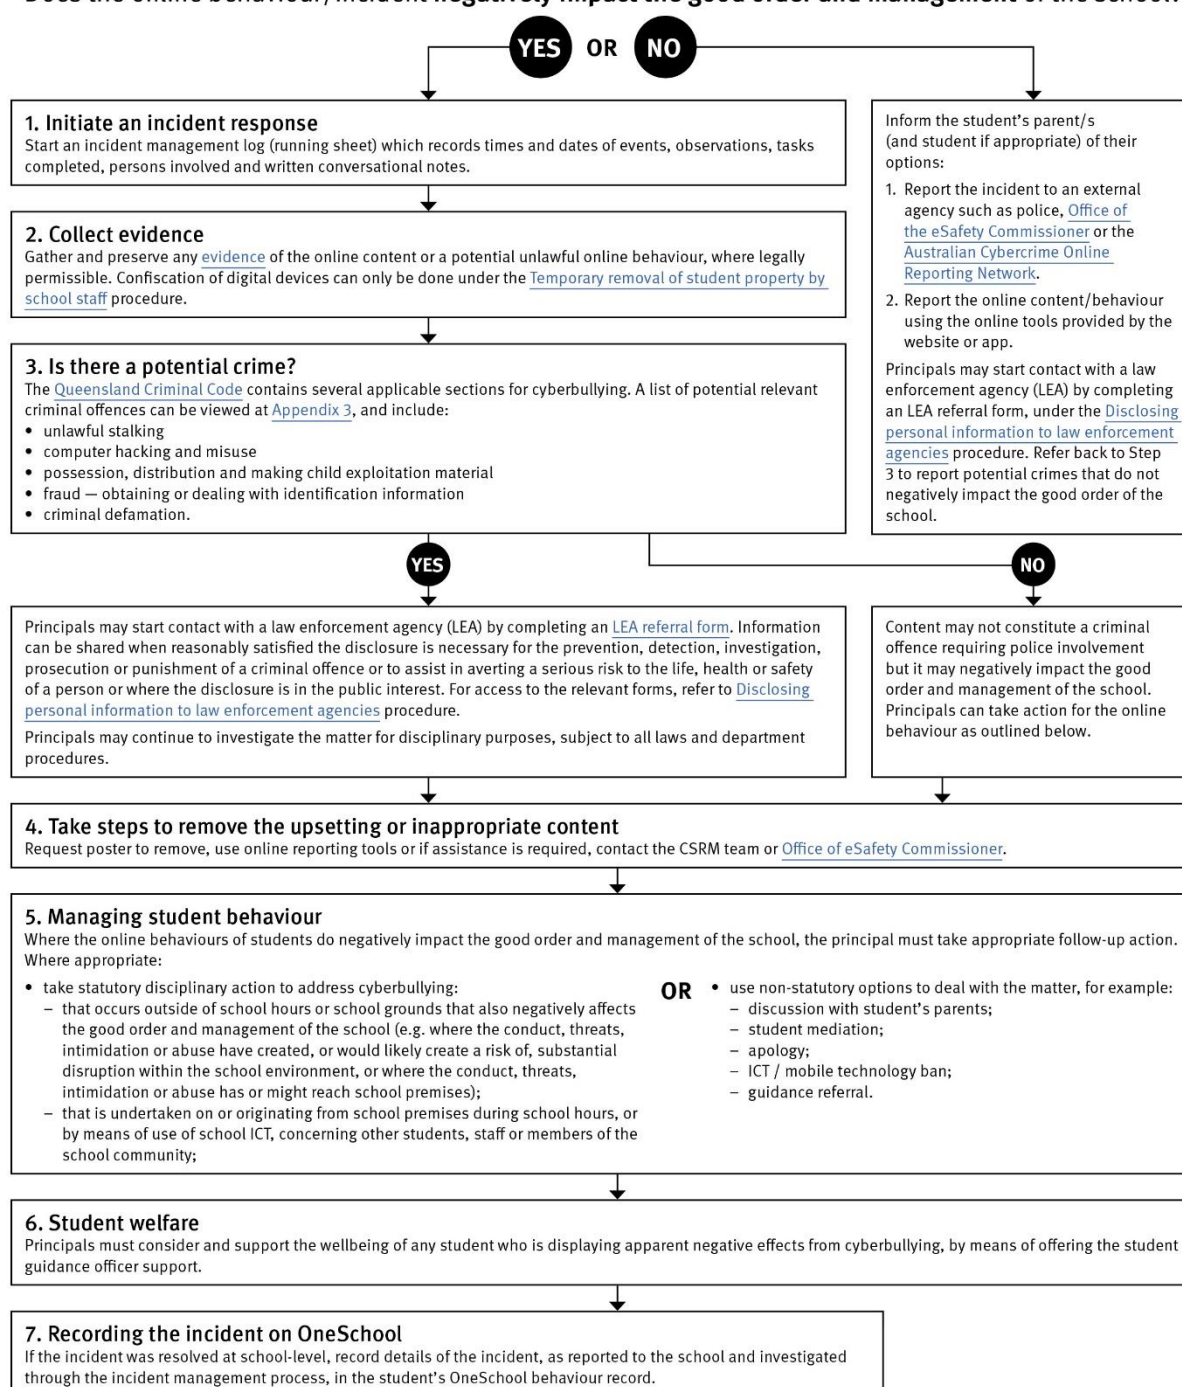 Does the online behaviour/incident negatively impact the good order and management of the school?
YES OR NO
1. Initiate an incident response
Start an incident management log (running sheet) which records times and dates of events, observations, tasks
completed, persons involved and written conversational notes.
2. Collect evidence
Gather and preserve any evidence of the online content or a potential unlawful online behaviour, where legally
permissible. Confiscation of digital devices can only be done under the Temporary removal of student property by
school staff procedure.
3. Is there a potential crime?
The Queensland Criminal Code contains several applicable sections for cyberbullying. A list of potential relevant
criminal offences can be viewed at Appendix 3, and include:
• unlawful stalking
• computer hacking and misuse
• possession, distribution and making child exploitation material
• fraud — obtaining or dealing with identification information
• criminal defamation.
Inform the student's parent/s
(and student if appropriate) of their
options:
1. Report the incident to an external
agency such as police, Office of
the eSafety Commissioner or the
Australian Cybercrime Online
Reporting Network.
2. Report the online content/behaviour
using the online tools provided by the
website or app.
Principals may start contact with a law
enforcement agency (LEA) by completing
an LEA referral form, under the Disclosing
personal information to law enforcement
agencies procedure. Refer back to Step
3 to report potential crimes that do not
negatively impact the good order of the
school.
YES
NO
Principals may start contact with a law enforcement agency (LEA) by completing an LEA referral form. Information
can be shared when reasonably satisfied the disclosure is necessary for the prevention, detection, investigation,
prosecution or punishment of a criminal offence or to assist in averting a serious risk to the life, health or safety
of a person or where the disclosure is in the public interest. For access to the relevant forms, refer to Disclosing
personal information to law enforcement agencies procedure.
Principals may continue to investigate the matter for disciplinary purposes, subject to all laws and department
procedures.
Content may not constitute a criminal
offence requiring police involvement
but it may negatively impact the good
order and management of the school.
Principals can take action for the online
behaviour as outlined below.
4. Take steps to remove the upsetting or inappropriate content
Request poster to remove, use online reporting tools or if assistance is required, contact the CSRM team or Office of eSafety Commissioner.
5. Managing student behaviour
Where the online behaviours of students do negatively impact the good order and management of the school, the principal must take appropriate follow-up action.
Where appropriate:
• take statutory disciplinary action to address cyberbullying:
– that occurs outside of school hours or school grounds that also negatively affects
the good order and management of the school (e.g. where the conduct, threats,
intimidation or abuse have created, or would likely create a risk of, substantial
disruption within the school environment, or where the conduct, threats,
intimidation or abuse has or might reach school premises);
– that is undertaken on or originating from school premises during school hours, or
by means of use of school ICT, concerning other students, staff or members of the
school community;
OR
• use non-statutory options to deal with the matter, for example:
– discussion with student's parents;
– student mediation;
– apology;
– ICT / mobile technology ban;
– guidance referral.
6. Student welfare
Principals must consider and support the wellbeing of any student who is displaying apparent negative effects from cyberbullying, by means of offering the student
guidance officer support.
7. Recording the incident on OneSchool
If the incident was resolved at school-level, record details of the incident, as reported to the school and investigated
through the incident management process, in the student's OneSchool behaviour record.